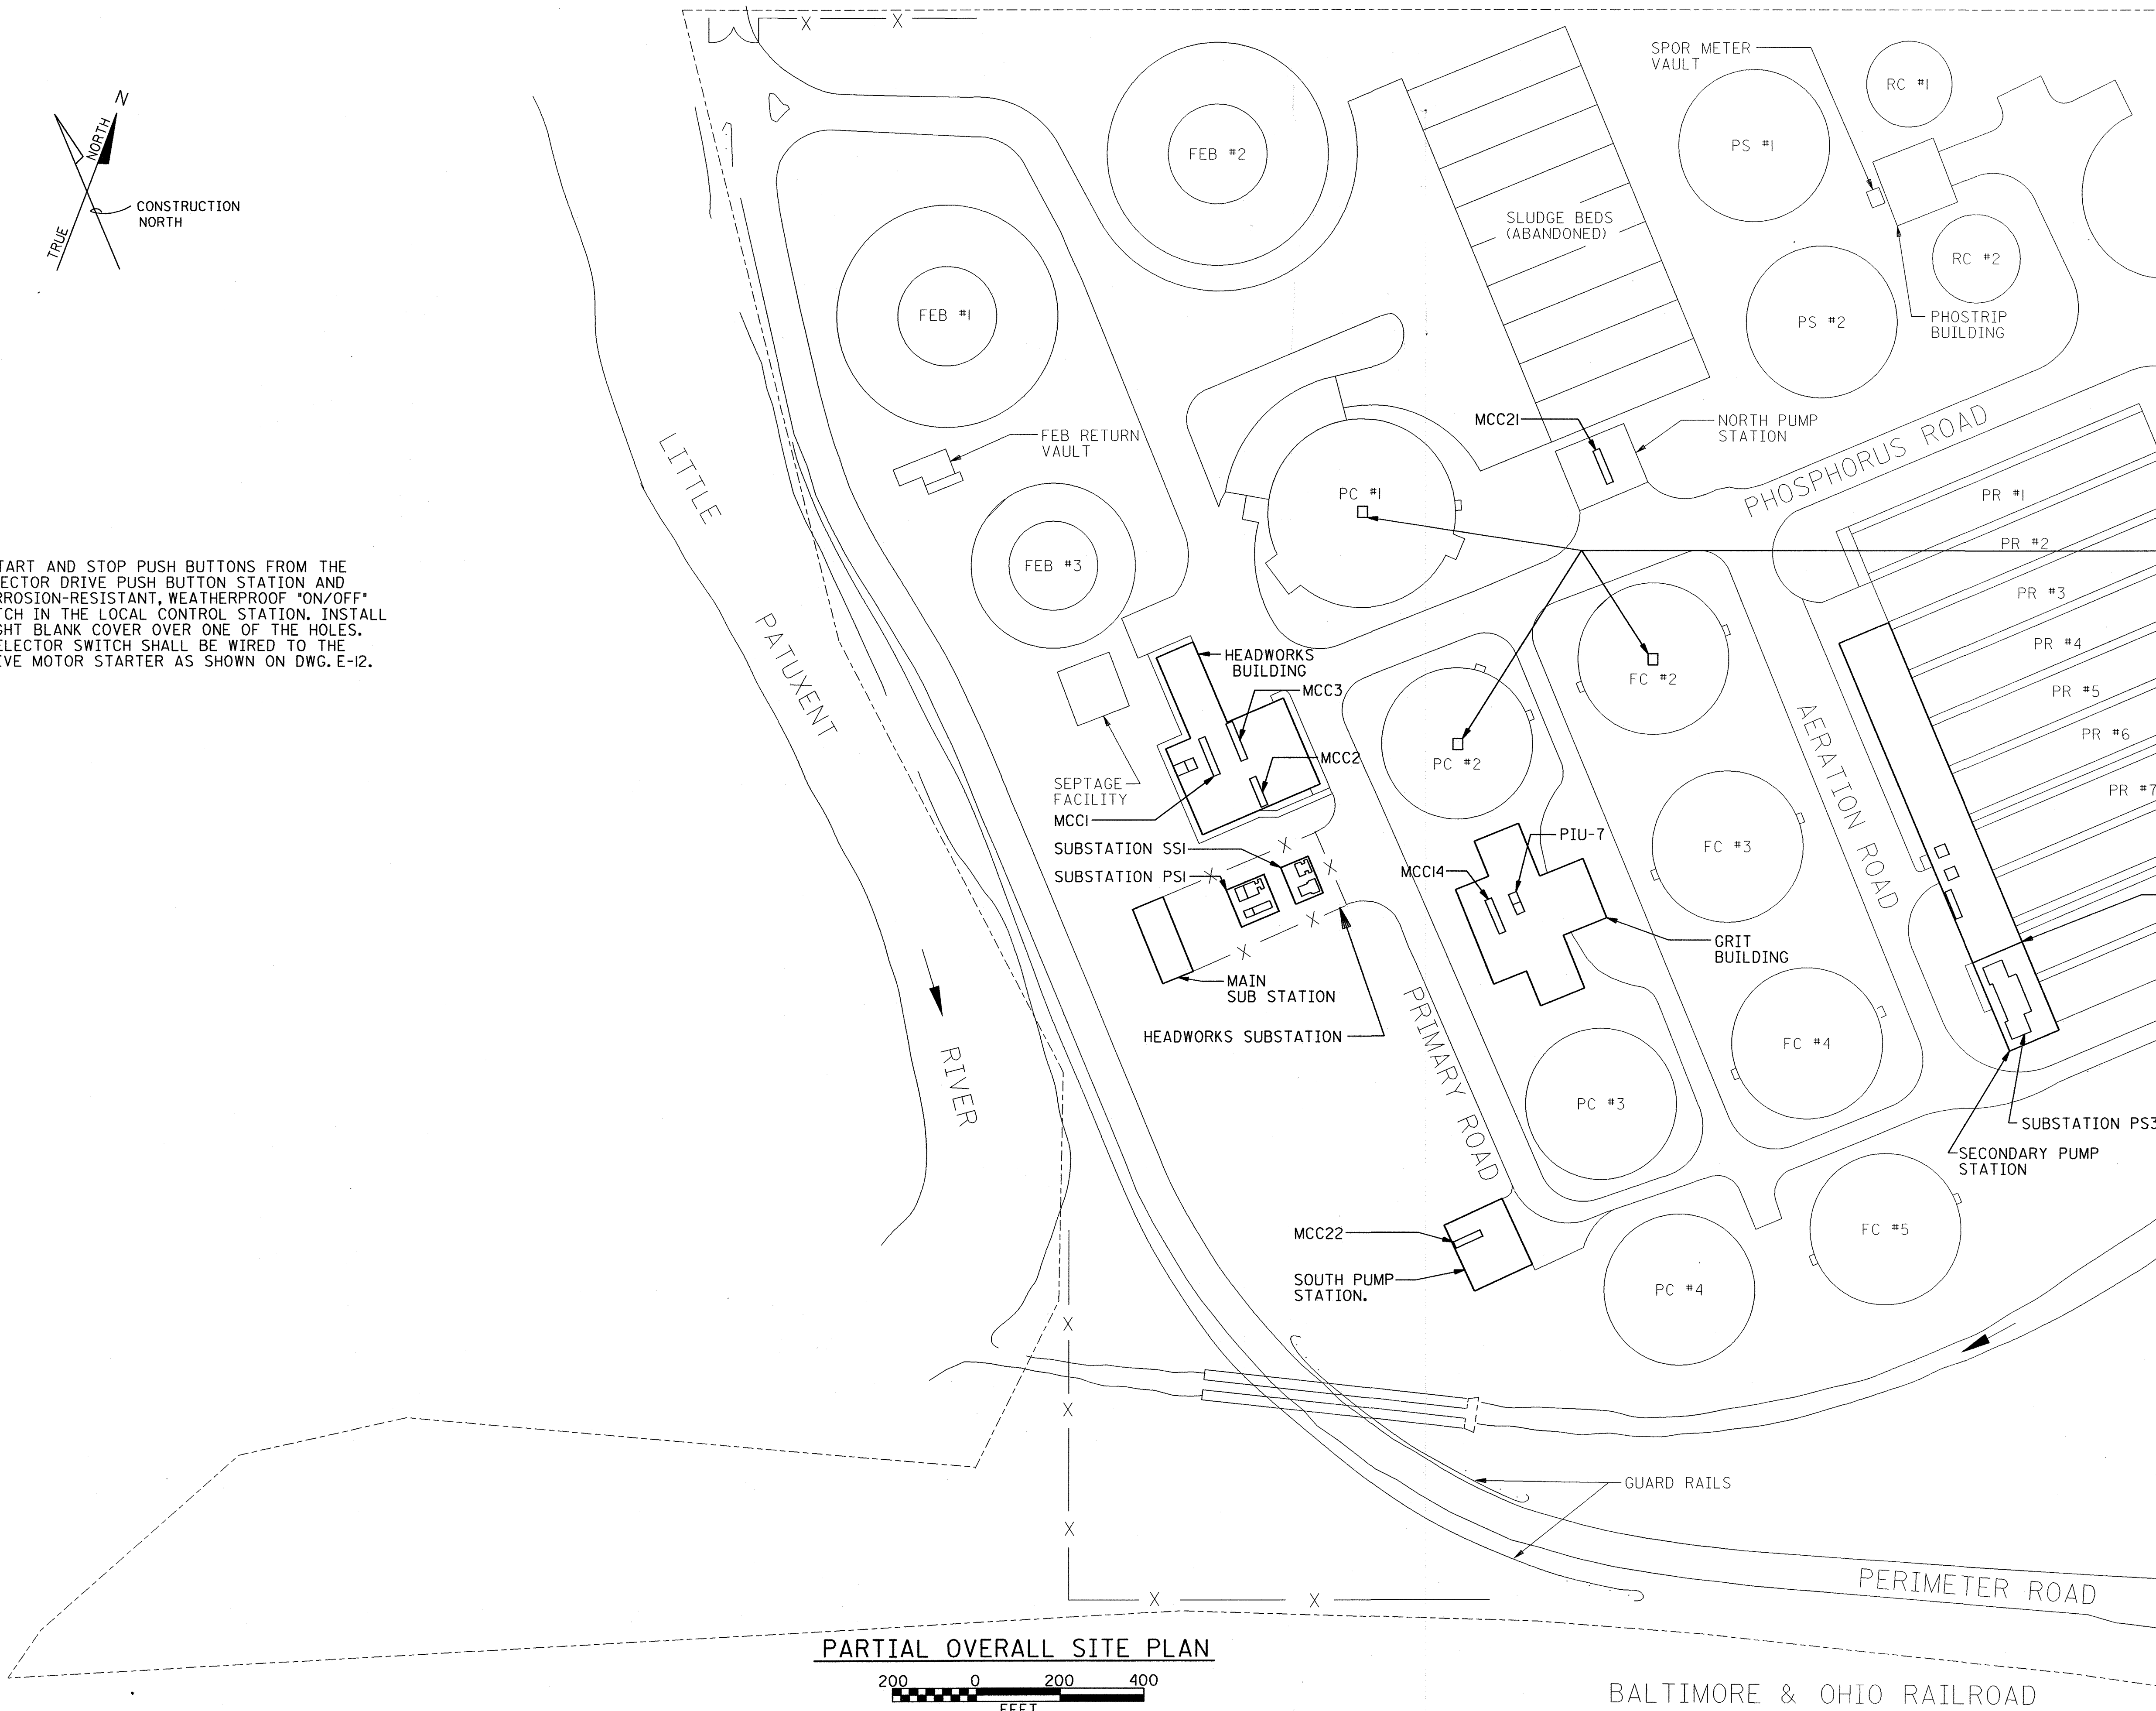 N
NORTH
TRUE
CONSTRUCTION
NORTH
TART AND STOP PUSH BUTTONS FROM THE
ECTOR DRIVE PUSH BUTTON STATION AND
RROSION-RESISTANT, WEATHERPROOF "ON/OFF"
TCH IN THE LOCAL CONTROL STATION. INSTALL
GHT BLANK COVER OVER ONE OF THE HOLES.
ELECTOR SWITCH SHALL BE WIRED TO THE
IVE MOTOR STARTER AS SHOWN ON DWG. E-12.
X X
LITTLE
PATUXENT
RIVER
FEB #2
FEB #1
FEB RETURN
VAULT
FEB #3
SLUDGE BEDS
(ABANDONED)
SPOR METER
VAULT
RC #1
PS #1
RC #2
PS #2
PHOSTRIP
BUILDING
MCC21
NORTH PUMP
STATION
PHOSPHORUS ROAD
PC #1
PR #1
PR #2
PR #3
PR #4
PR #5
PR #6
PR #7
HEADWORKS
BUILDING
MCC3
MCC2
SEPTAGE
FACILITY
MCC1
SUBSTATION SS1
SUBSTATION PS1
X
X
X
X
X
MAIN
SUB STATION
HEADWORKS SUBSTATION
PC #2
FC #2
FC #3
FC #4
AERATION ROAD
PIU-7
MCC14
GRIT
BUILDING
PRIMARY ROAD
PC #3
SUBSTATION PS3
SECONDARY PUMP
STATION
MCC22
SOUTH PUMP
STATION.
PC #4
FC #5
X
X
X
X X
GUARD RAILS
PERIMETER ROAD
PARTIAL OVERALL SITE PLAN
200 0 200 400
FEET
BALTIMORE & OHIO RAILROAD